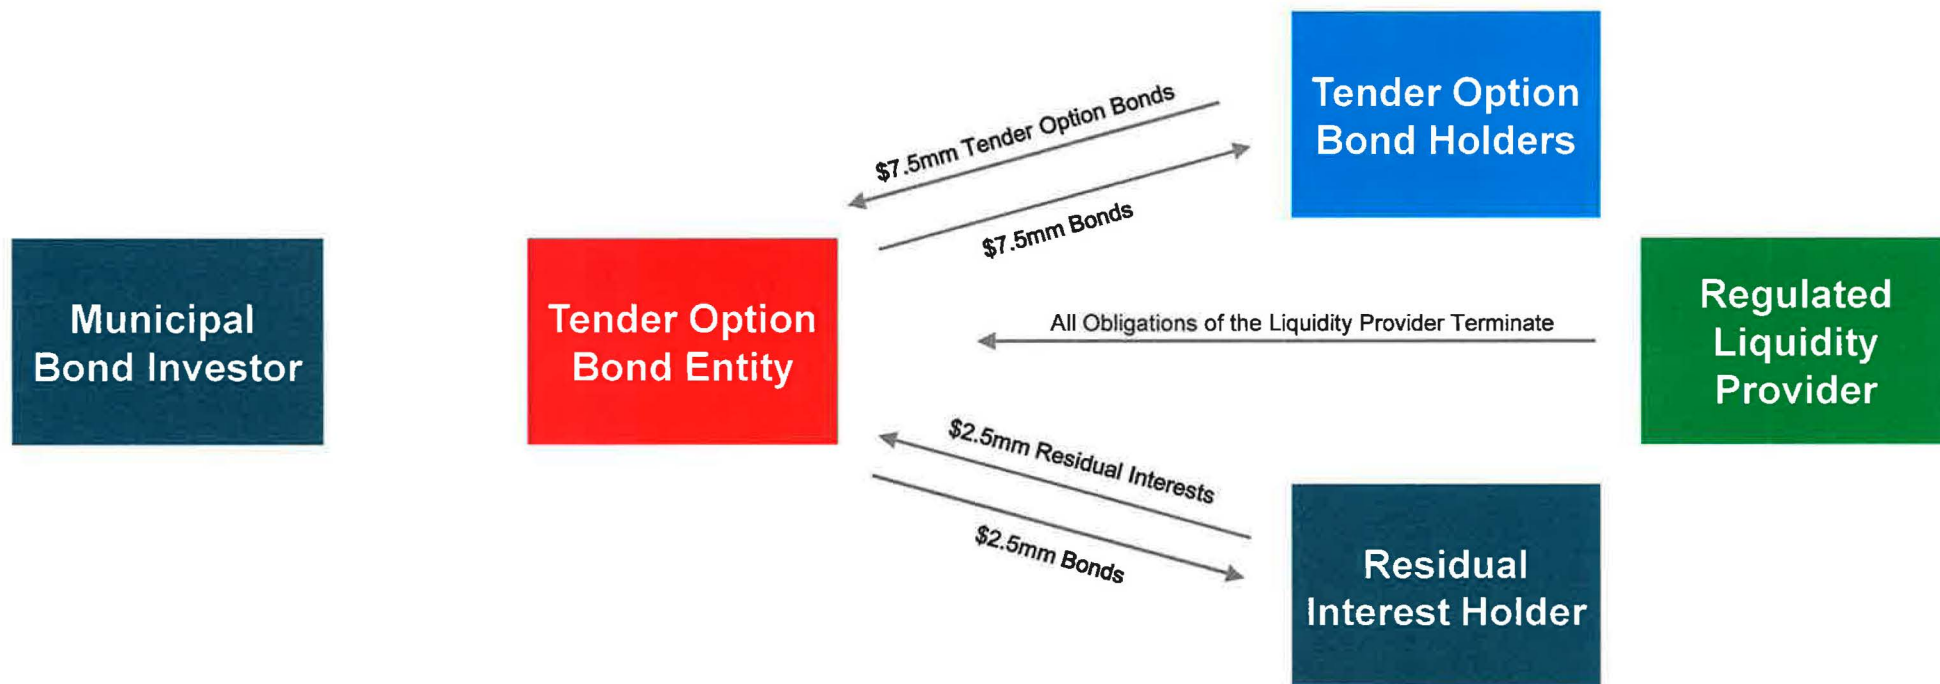 Municipal
Bond Investor
Tender Option
Bond Entity
$7.5mm Tender Option Bonds
$7.5mm Bonds
Tender Option
Bond Holders
All Obligations of the Liquidity Provider Terminate
Regulated
Liquidity
Provider
$2.5mm Residual Interests
$2.5mm Bonds
Residual
Interest Holder